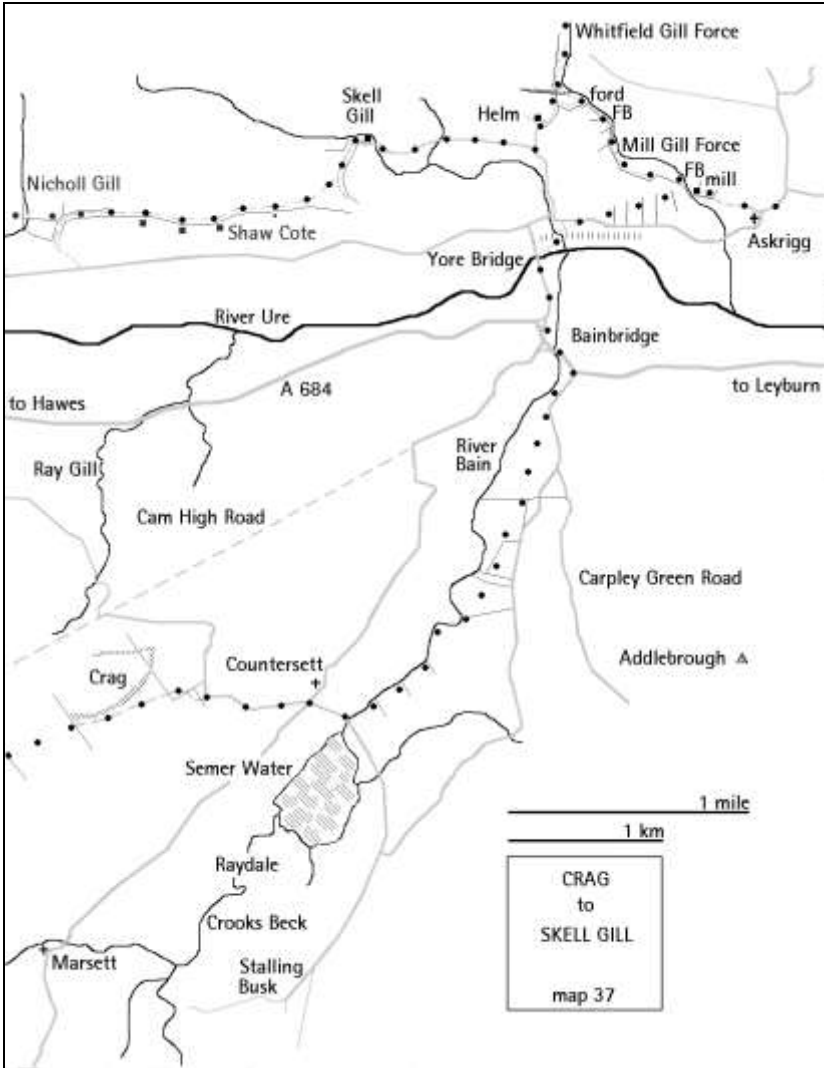 Whitfield Gill Force
Skell
Gill
Helm
ford
FB
Mill Gill Force
Nicholl Gill
FB
mill
Shaw Cote
Askrigg
Yore Bridge
River Ure
Bainbridge
A 684
to Hawes
to Leyburn
River
Bain
Ray Gill
Cam High Road
Carpley Green Road
Addlebrough
Countersett
Crag
Semer Water
1 mile
1 km
Raydale
CRAG
to
SKELL GILL
map 37
Crooks Beck
Marsett
Stalling
Busk